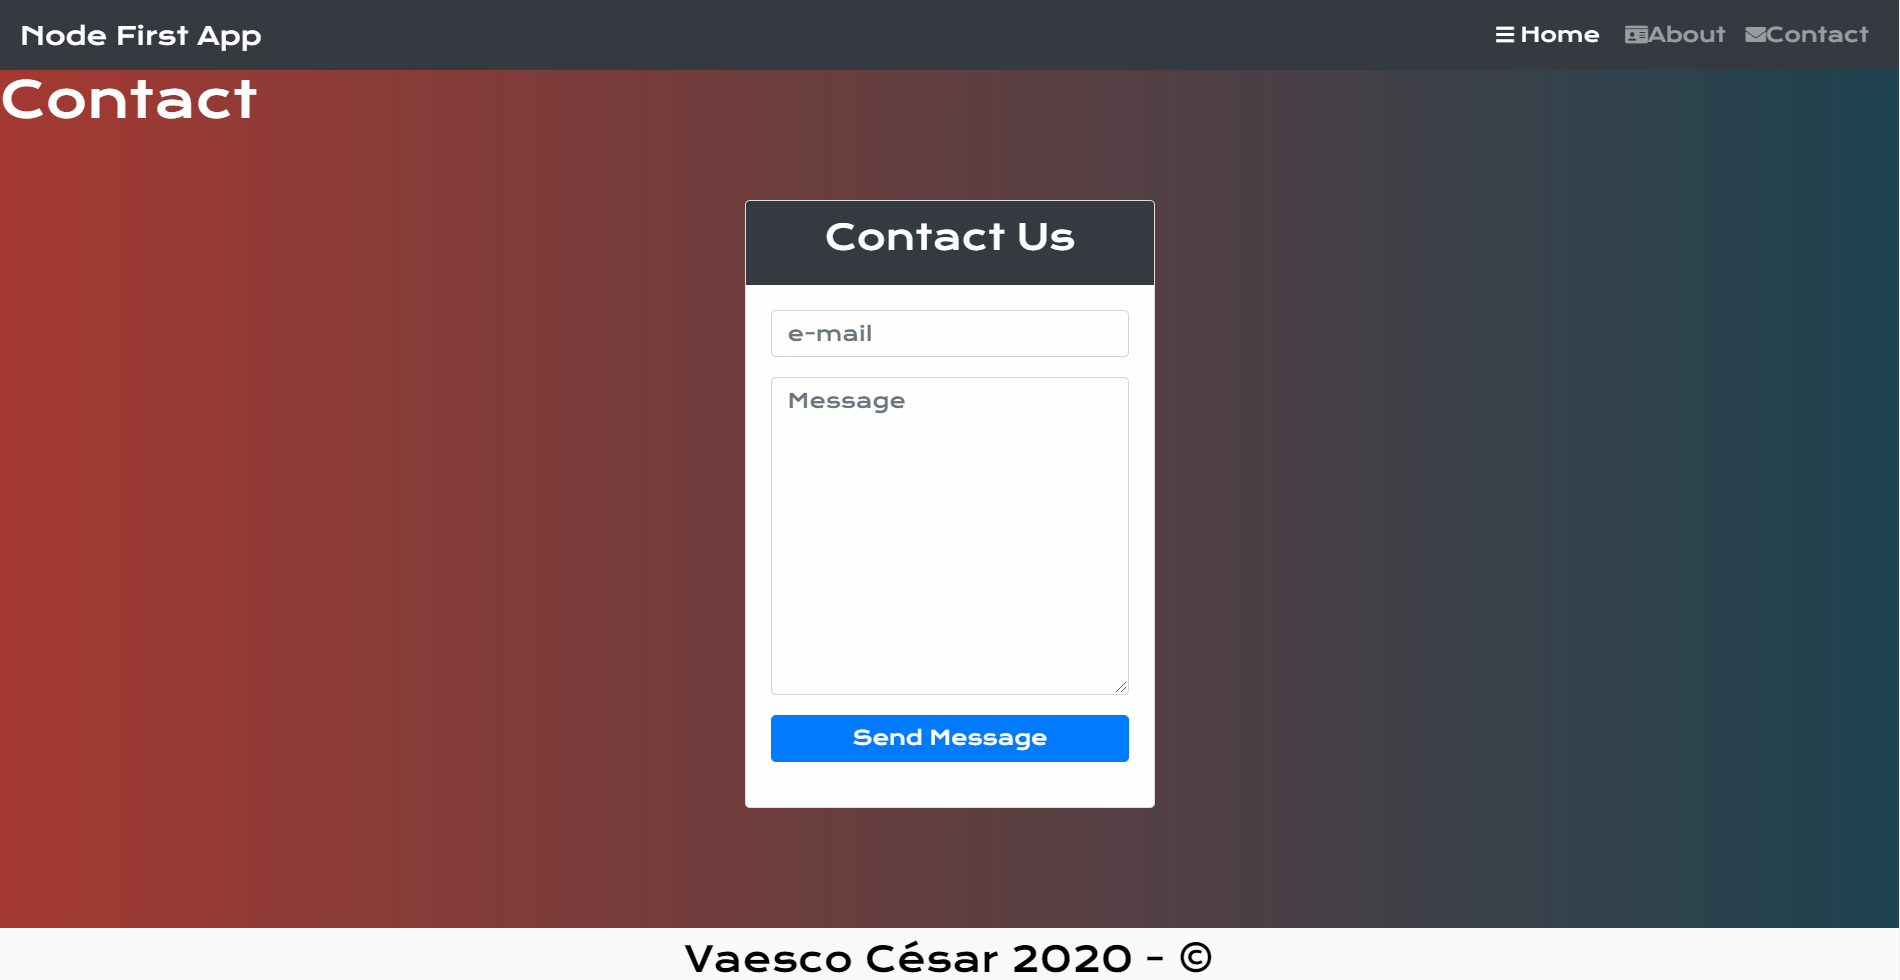 Node First App
Home About Contact
Contact
Contact Us
e-mail
Message
Send Message
Vaesco César 2020 - ©